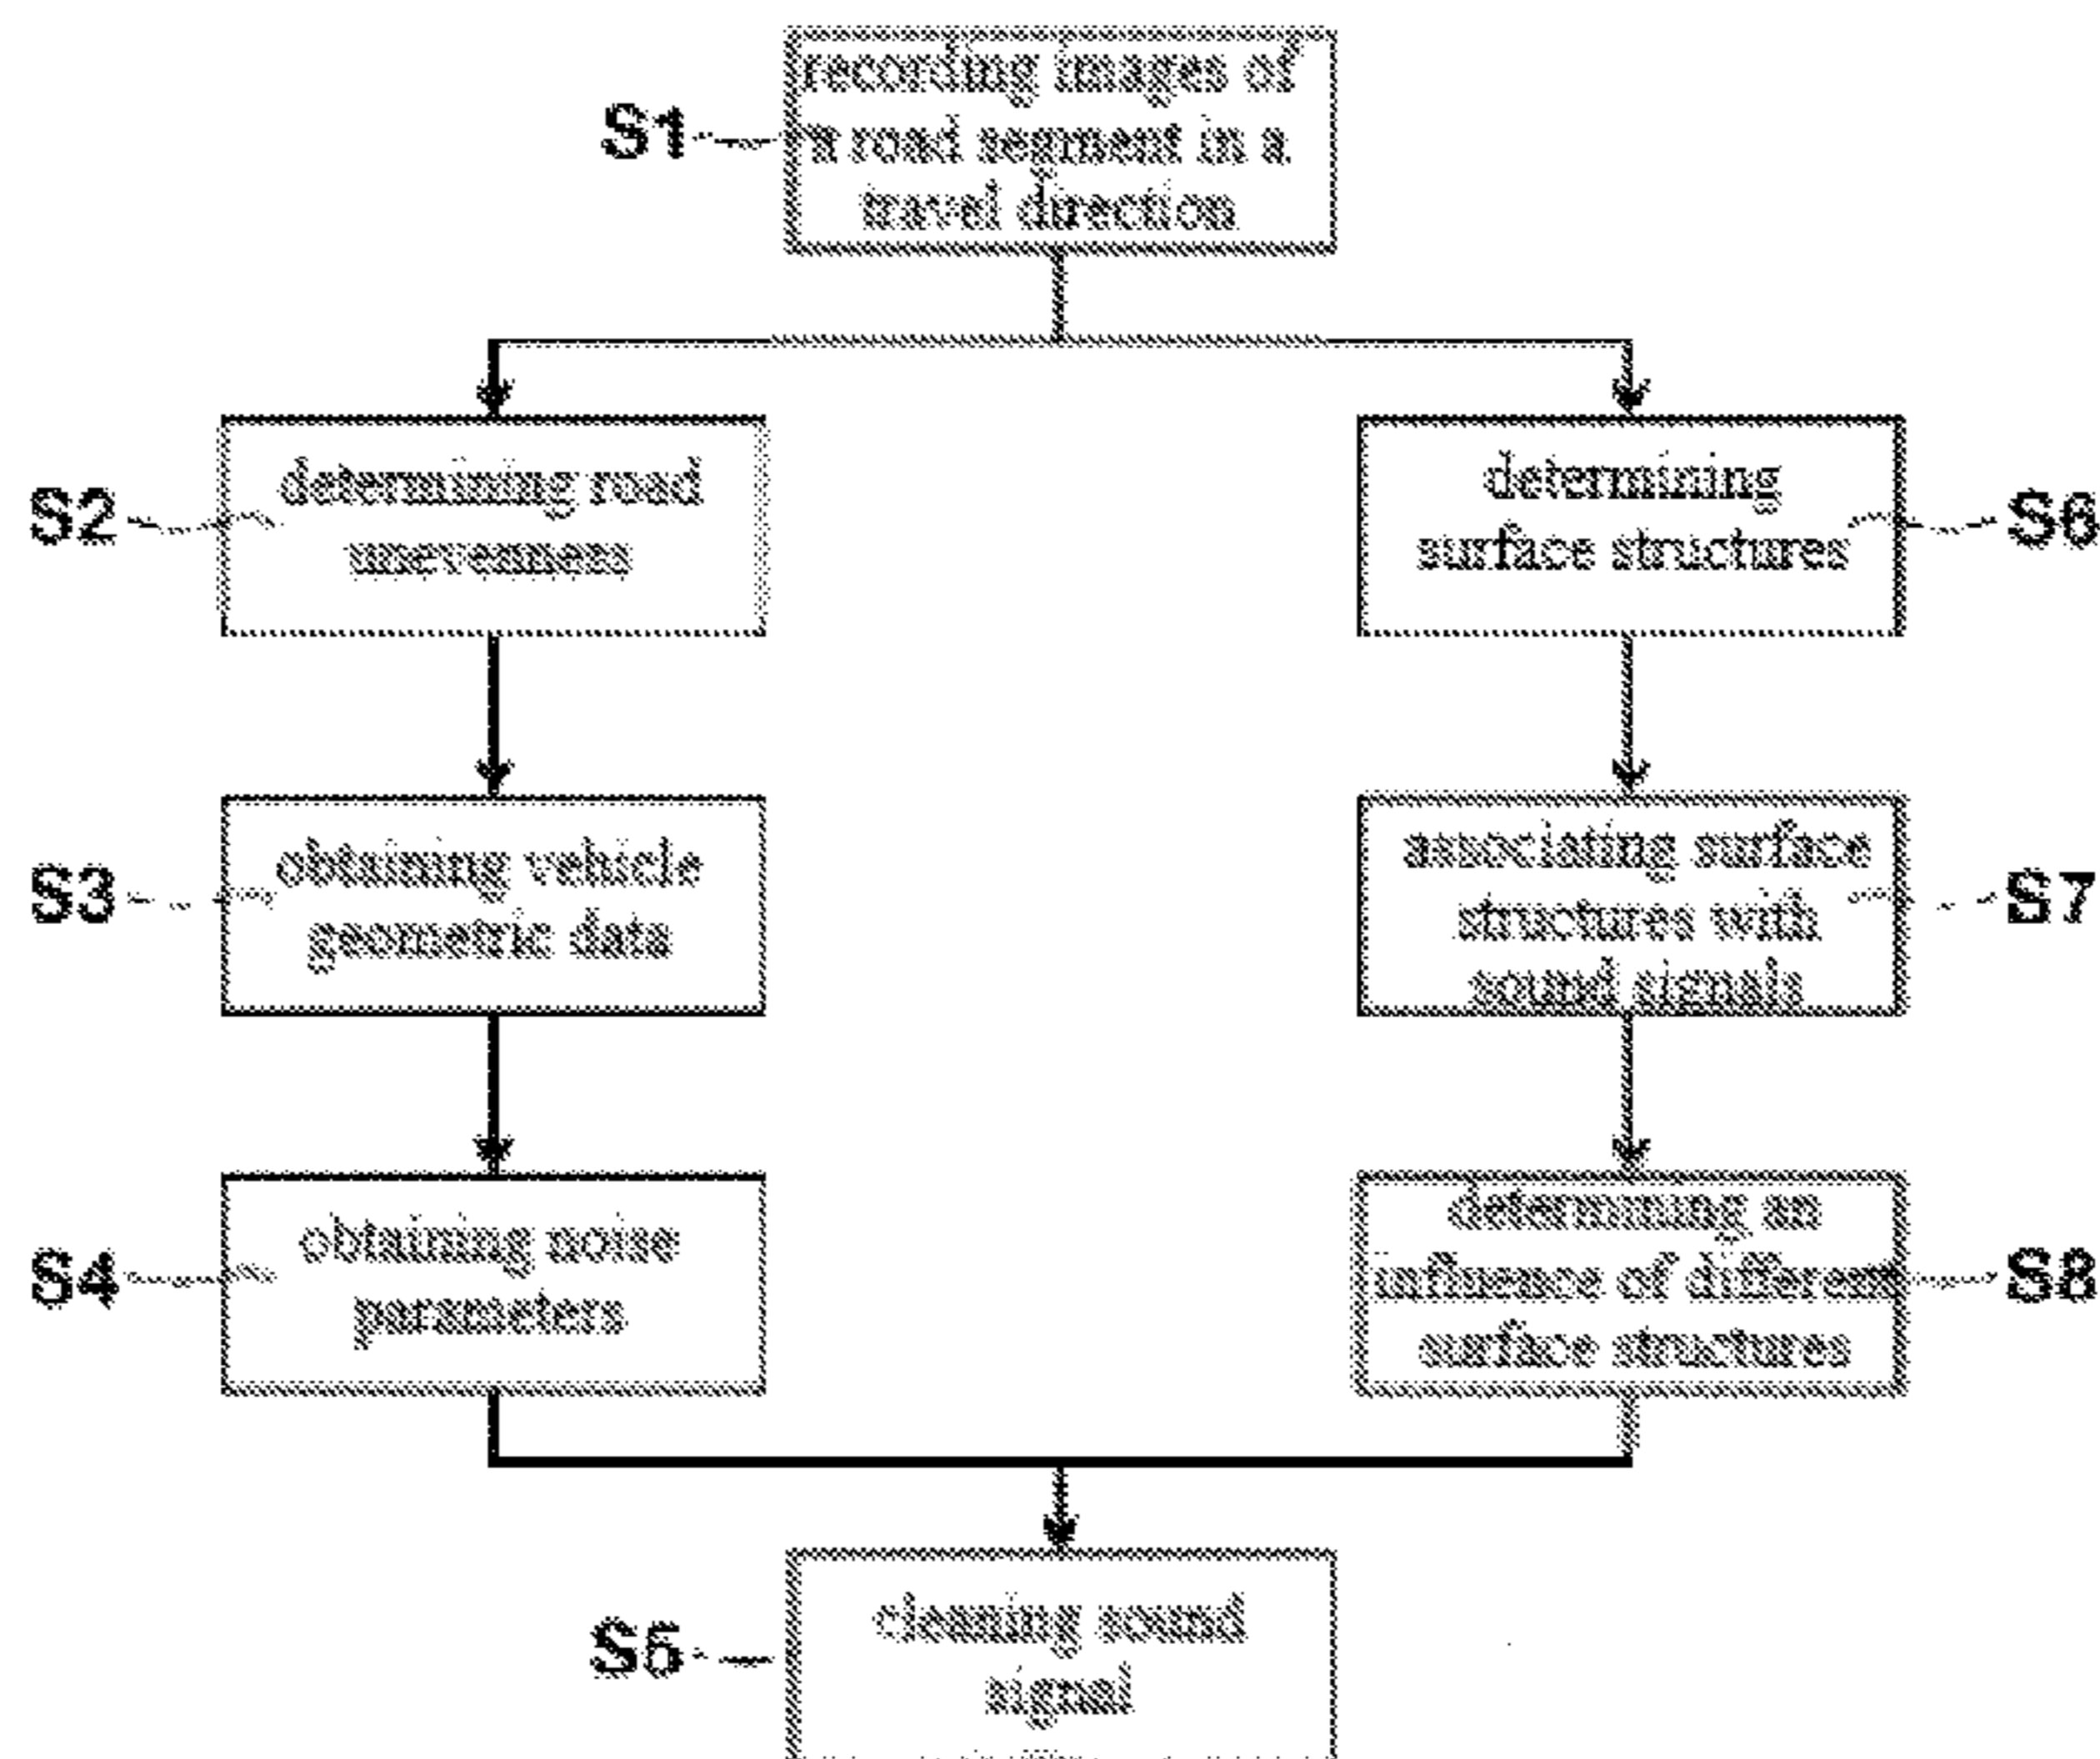 recording images of
S1
a road segment in a
travel direction
determining road
unevenness
S2
determining
surface structures
S6
obtaining vehicle
geometric data
S3
associating surface
structures with
sound signals
S7
obtaining noise
parameters
S4
determining an
influence of different
surface structures
S8
cleaning sound
signal
S5